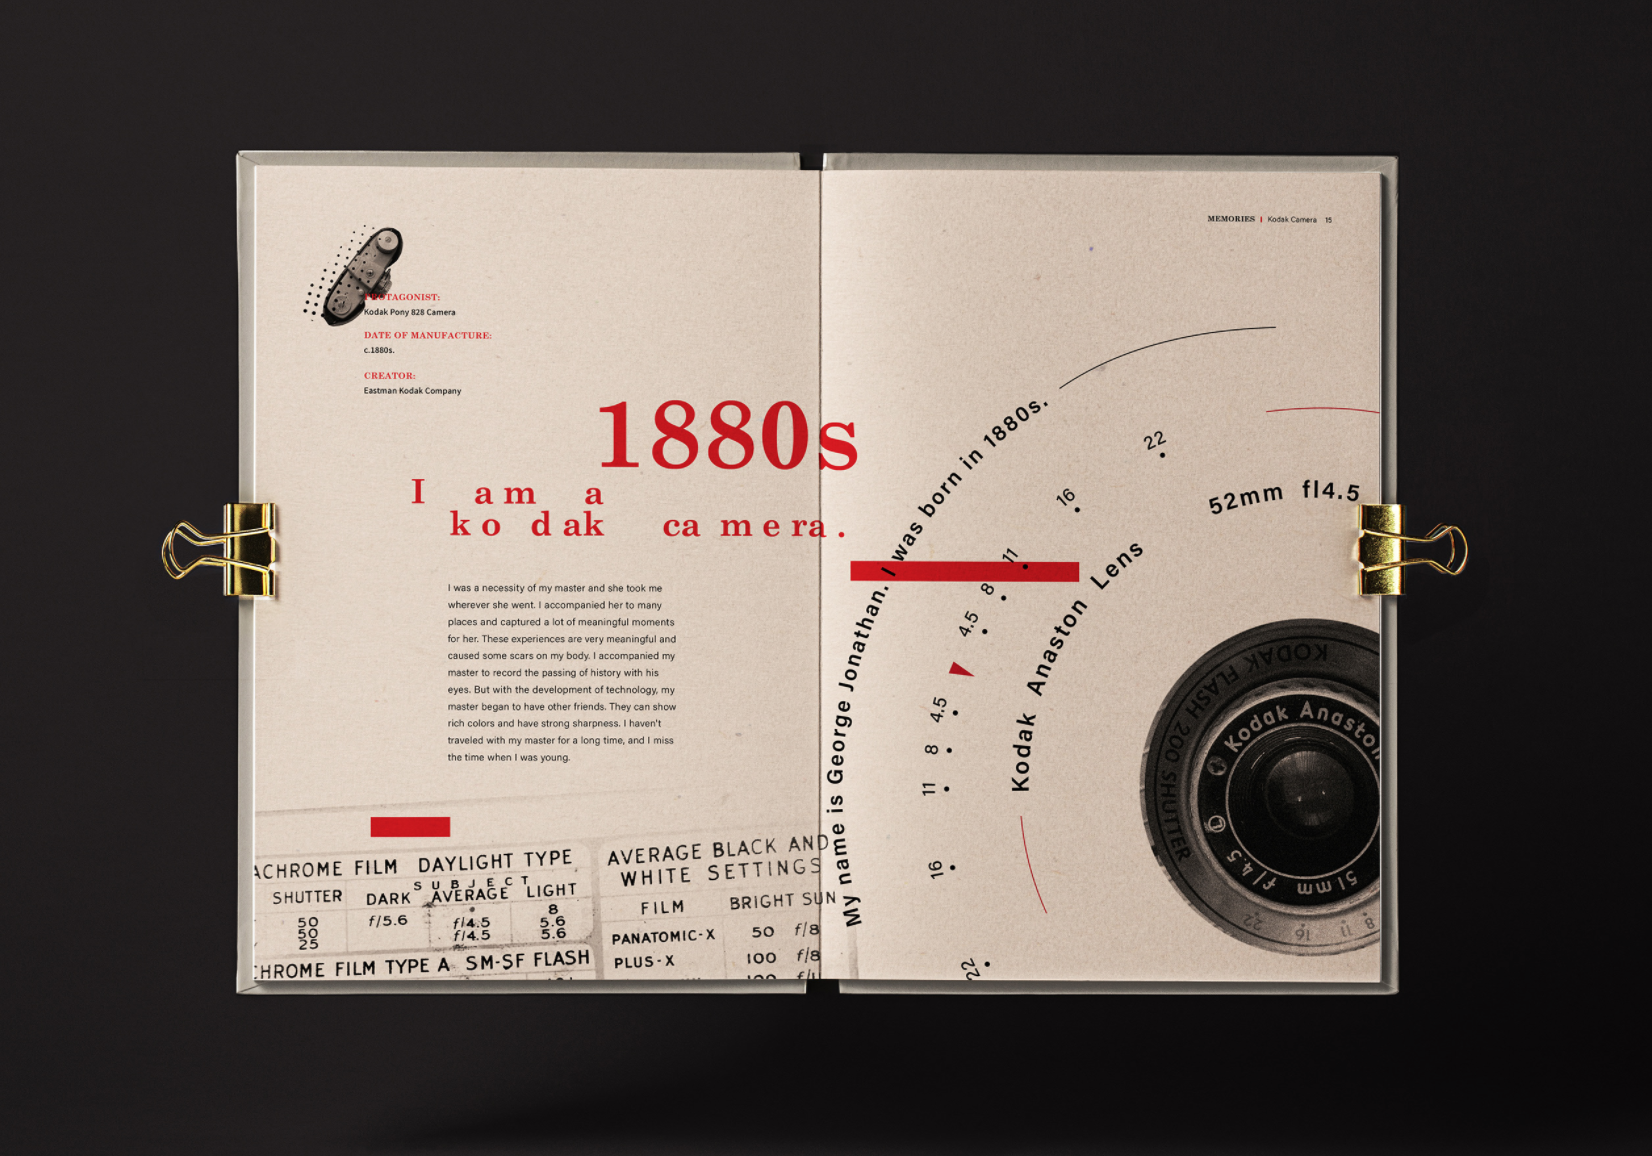 PROTAGONIST:
Kodak Pony 828 Camera
DATE OF MANUFACTURE:
c.1880s.
CREATOR:
Eastman Kodak Company
1880s
I am a
kodak camera.
I was a necessity of my master and she took me
wherever she went. I accompanied her to many
places and captured a lot of meaningful moments
for her. These experiences are very meaningful and
caused some scars on my body. I accompanied my
master to record the passing of history with his
eyes. But with the development of technology, my
master began to have other friends. They can show
rich colors and have strong sharpness. I haven't
traveled with my master for a long time, and I miss
the time when I was young.
ACHROME FILM DAYLIGHT TYPE
SUBJECT
SHUTTER DARK AVERAGE LIGHT
8
50 f/5.6 f/4.5 5.6
50 f/4.5 5.6
25
CHROME FILM TYPE A SM-SF FLASH
AVERAGE BLACK AND
WHITE SETTINGS
FILM BRIGHT SUN
PANATOMIC-X 50 f/8
PLUS-X 100 f/8
100
MEMORIES | Kodak Camera 15
My name is George Jonathan. I was born in 1880s.
22
16
11
8
4.5
4.5
8
11
16
22
Kodak Anaston Lens
52mm fl4.5
KODAK FLASH 200 SHUTTER
Kodak Anaston
51mm f/4.5
22 16 11 8